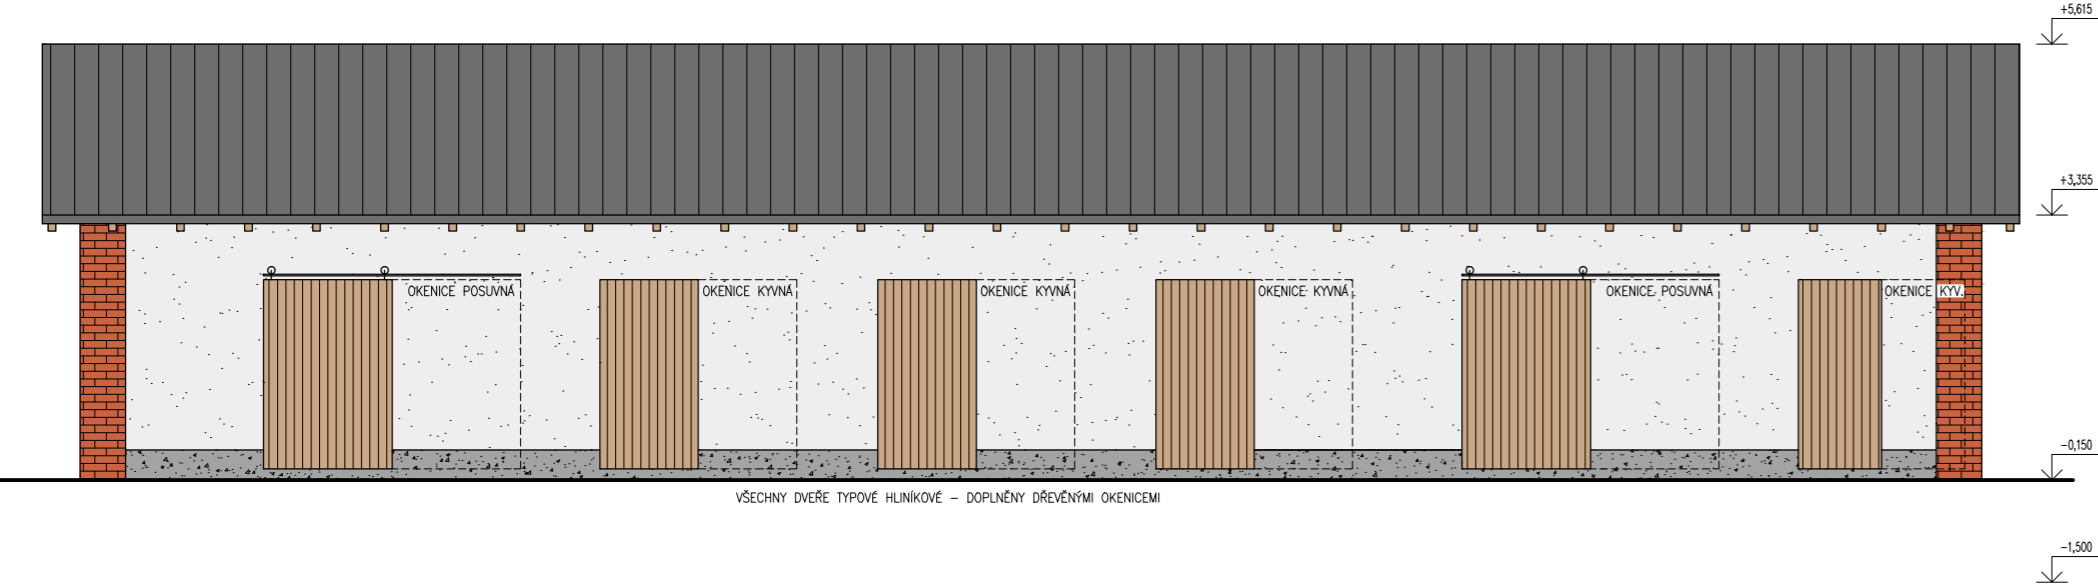 +5,615
+3,355
OKENICE POSUVNÁ
OKENICE KYVNÁ
OKENICE KYVNÁ
OKENICE KYVNÁ
OKENICE POSUVNÁ
OKENICE KYV.
-0,150
VŠECHNY DVEŘE TYPOVÉ HLINÍKOVÉ – DOPLNĚNY DŘEVĚNÝMI OKENICEMI
-1,500